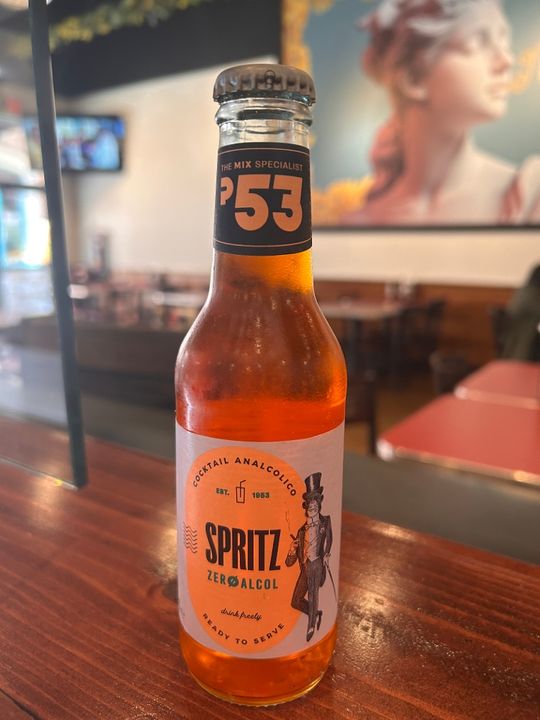 THE MIX SPECIALIST
P53
COCKTAIL ANALCOLICO
EST. 1953
SPRITZ
ZERØALCOL
drink freely
READY TO SERVE